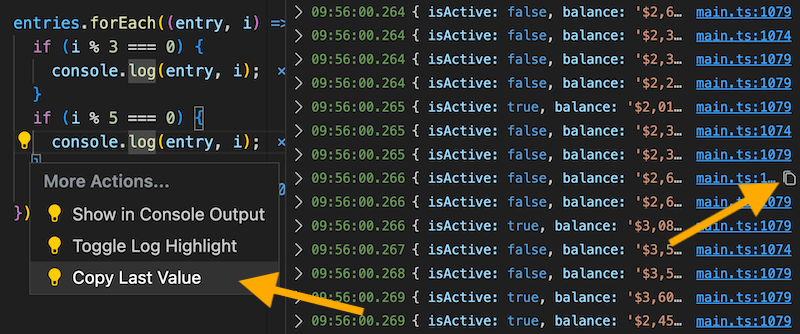 entries.forEach((entry, i) =>
if (i % 3 === 0) {
console.log(entry, i); ×
}
if (i % 5 === 0) {
console.log(entry, i); ×
}
0
})
More Actions...
Show in Console Output
Toggle Log Highlight
Copy Last Value
> 09:56:00.264 { isActive: false, balance: '$2,6… main.ts:1079
> 09:56:00.264 { isActive: false, balance: '$2,3… main.ts:1074
> 09:56:00.264 { isActive: false, balance: '$2,3… main.ts:1079
> 09:56:00.264 { isActive: false, balance: '$2,2… main.ts:1079
> 09:56:00.265 { isActive: true, balance: '$2,01… main.ts:1079
> 09:56:00.265 { isActive: false, balance: '$2,3… main.ts:1074
> 09:56:00.265 { isActive: false, balance: '$2,3… main.ts:1079
> 09:56:00.266 { isActive: false, balance: '$2,6… main.ts:1…
> 09:56:00.266 { isActive: false, balance: '$2,6… main.ts:1079
> 09:56:00.266 { isActive: true, balance: '$3,08… main.ts:1079
> 09:56:00.267 { isActive: false, balance: '$3,5… main.ts:1074
> 09:56:00.268 { isActive: false, balance: '$3,5… main.ts:1079
> 09:56:00.269 { isActive: true, balance: '$3,60… main.ts:1079
> 09:56:00.269 { isActive: true, balance: '$2,45… main.ts:1079